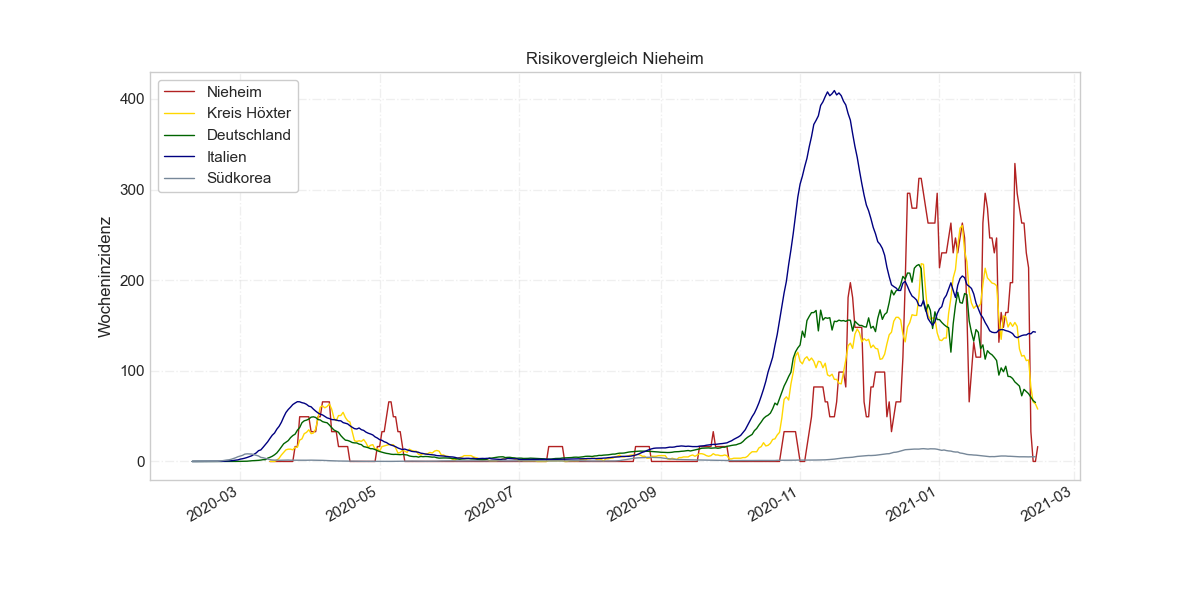 Risikovergleich Nieheim
Nieheim
Kreis Höxter
Deutschland
Italien
Südkorea
Wocheninzidenz
400
300
200
100
0
2020-03
2020-05
2020-07
2020-09
2020-11
2021-01
2021-03